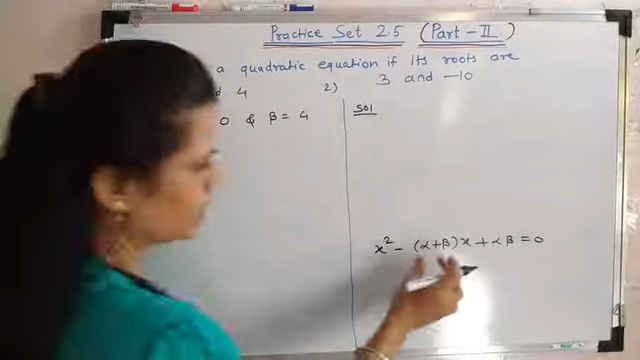 Practice Set 2.5 (Part-II)
a quadratic equation if its roots are
4 2) 3 and -10
0 & β = 4 Sol
x² - (α+β)x + αβ = 0